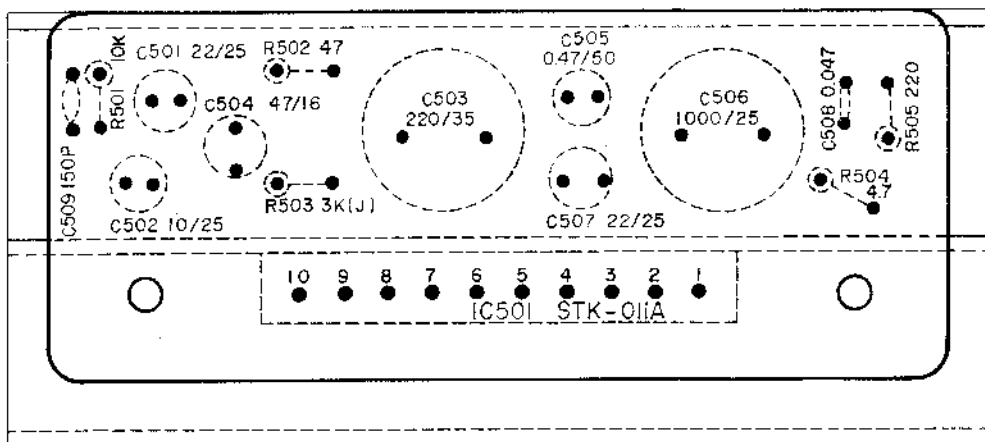 C501 22/25
R502 47
C505
0.47/50
10K
R501
C509 150P
C504 47/16
C503
220/35
C506
1000/25
C508 0.047
R505 220
R504
4.7
C502 10/25
R503 3K(J)
C507 22/25
10 9 8 7 6 5 4 3 2 1
IC501 STK-011A